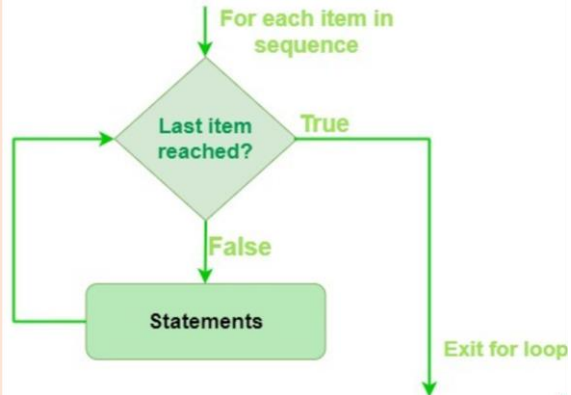 For each item in
sequence
Last item
reached?
True
False
Statements
Exit for loop